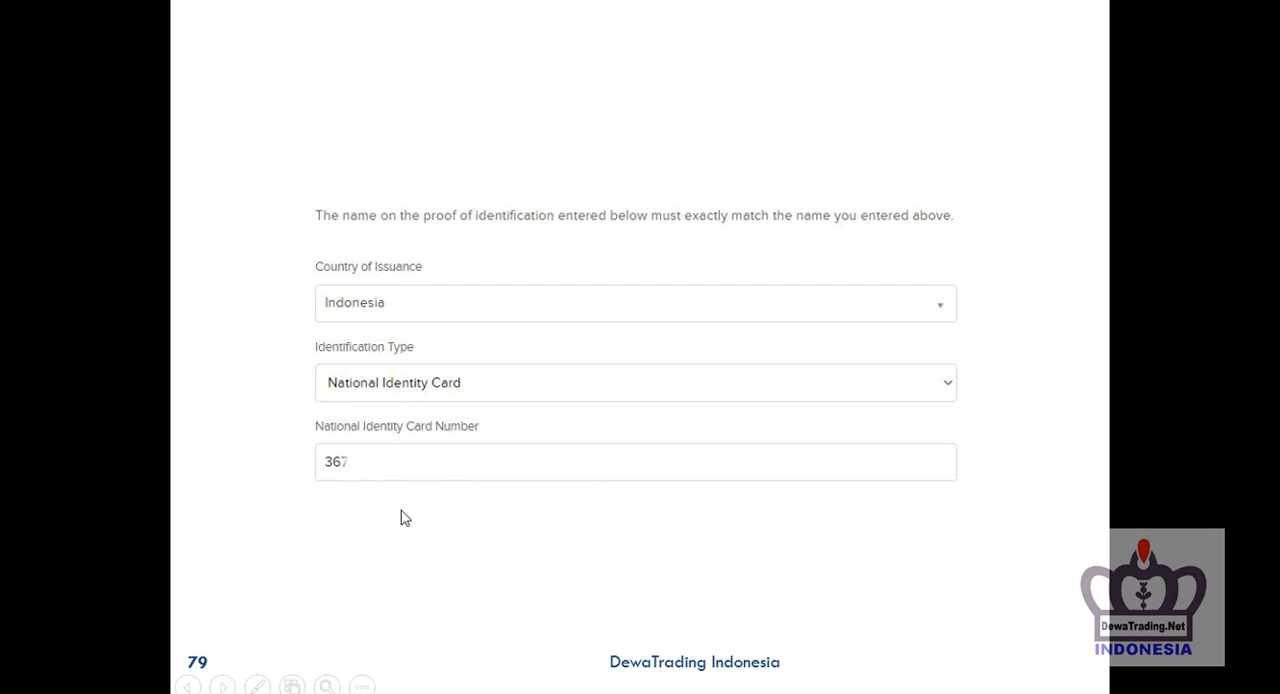 The name on the proof of identification entered below must exactly match the name you entered above.
Country of Issuance
Indonesia
Identification Type
National Identity Card
National Identity Card Number
367
DewaTrading.Net
INDONESIA
79
DewaTrading Indonesia